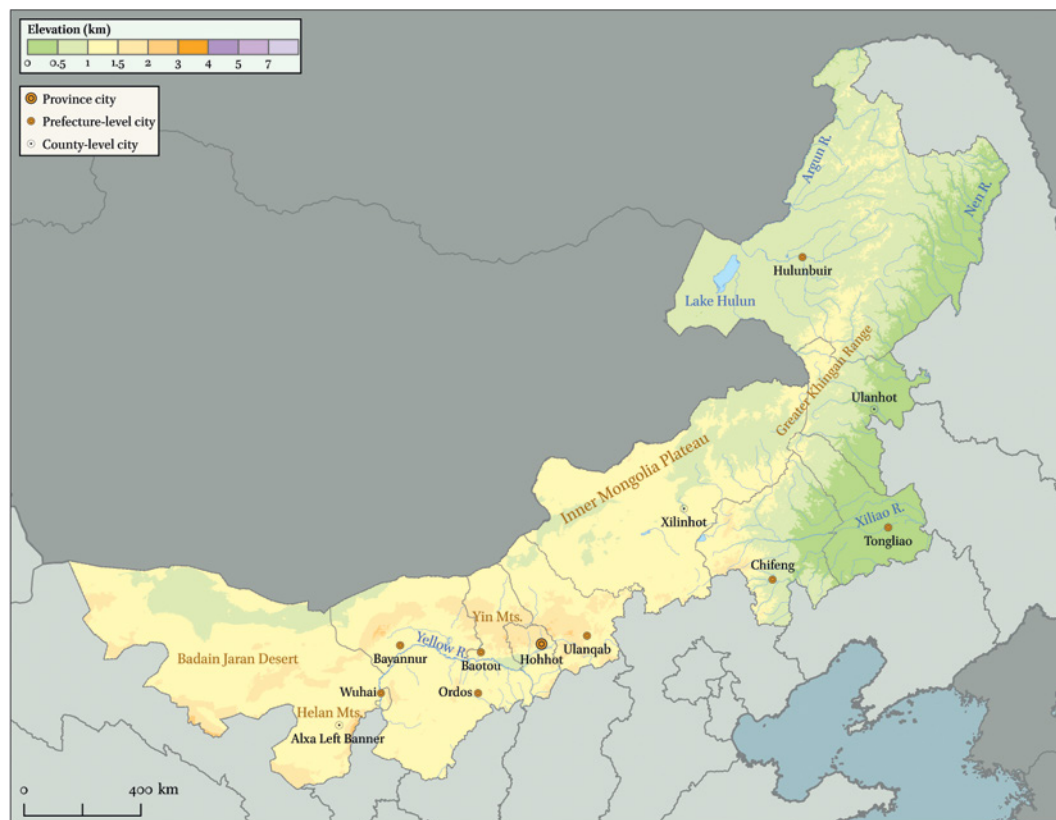 Elevation (km)
0 0.5 1 1.5 2 3 4 5 7
Province city
Prefecture-level city
County-level city
Argun R.
Nen R.
Hulunbuir
Lake Hulun
Greater Khingan Range
Ulanhot
Inner Mongolia Plateau
Xilinhot
Xiliao R.
Tongliao
Chifeng
Yin Mts.
Yellow R.
Ulanqab
Hohhot
Badain Jaran Desert
Bayannur
Baotou
Wuhai
Ordos
Helan Mts.
Alxa Left Banner
0 400 km